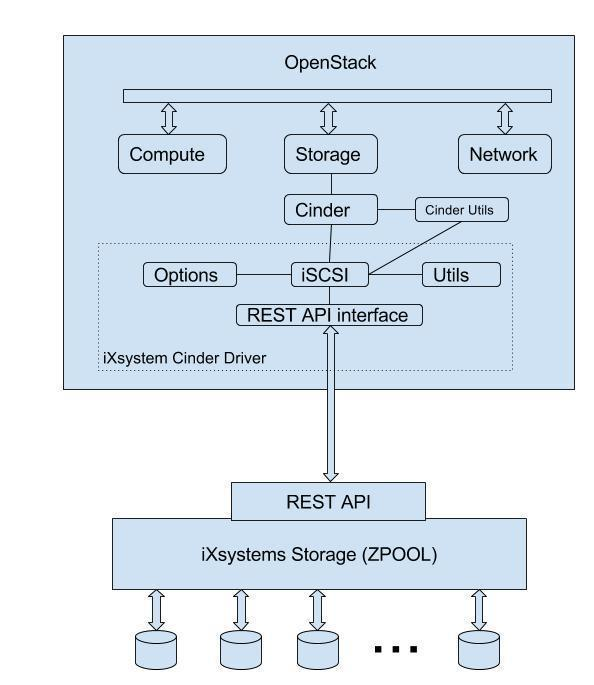 OpenStack
Compute
Storage
Network
Cinder
Cinder Utils
Options
iSCSI
Utils
REST API interface
iXsystem Cinder Driver
REST API
iXsystems Storage (ZPOOL)